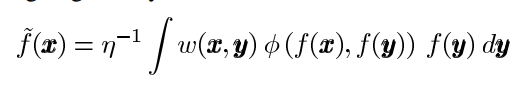 f̃(𝒙) = η⁻¹ ∫ w(𝒙, 𝒚) ϕ (f(𝒙), f(𝒚)) f(𝒚) d𝒚